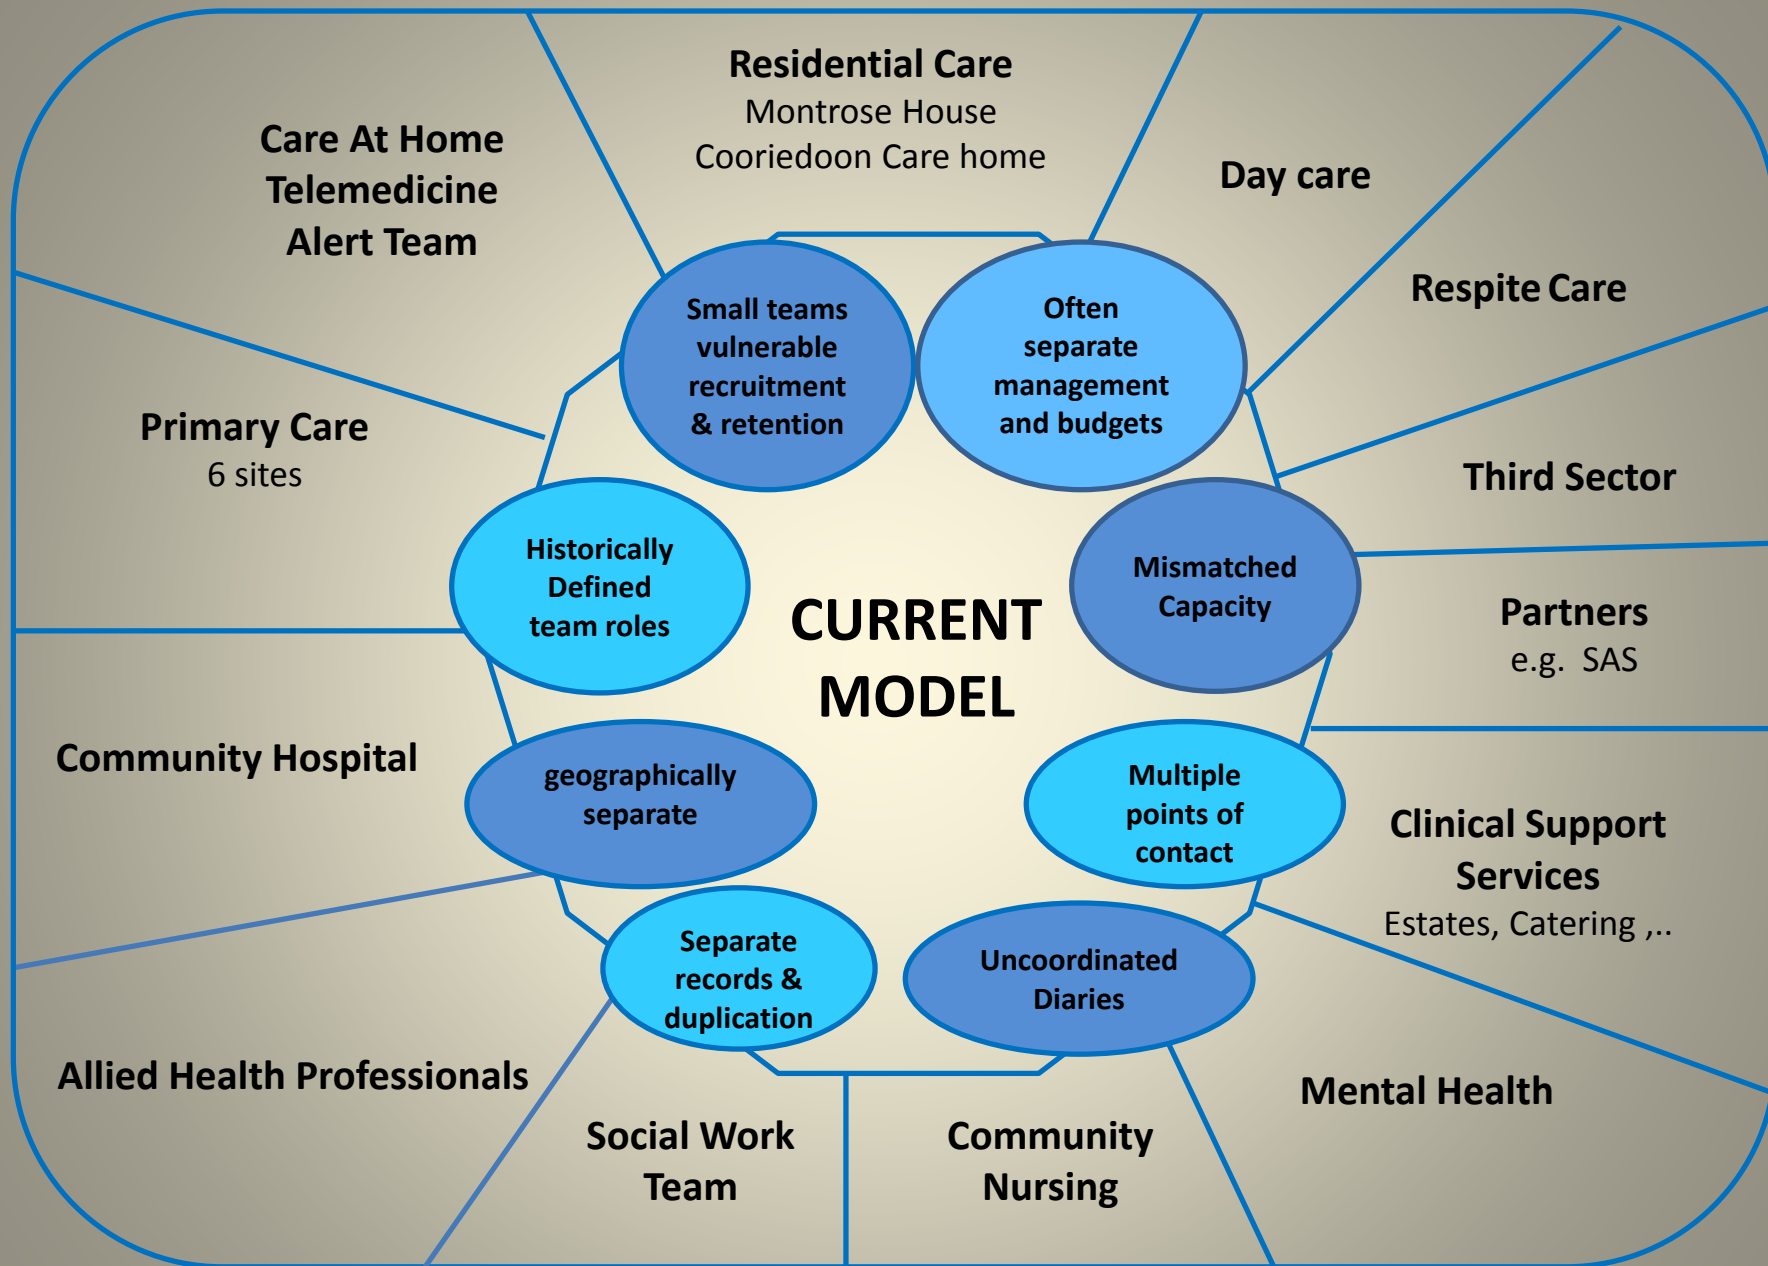 Residential Care
Montrose House
Cooriedoon Care home
Care At Home
Telemedicine
Alert Team
Day care
Respite Care
Small teams
vulnerable
recruitment
& retention
Often
separate
management
and budgets
Primary Care
6 sites
Third Sector
Historically
Defined
team roles
CURRENT
MODEL
Mismatched
Capacity
Partners
e.g. SAS
Community Hospital
geographically
separate
Multiple
points of
contact
Clinical Support
Services
Estates, Catering ,..
Separate
records &
duplication
Uncoordinated
Diaries
Allied Health Professionals
Social Work
Team
Community
Nursing
Mental Health